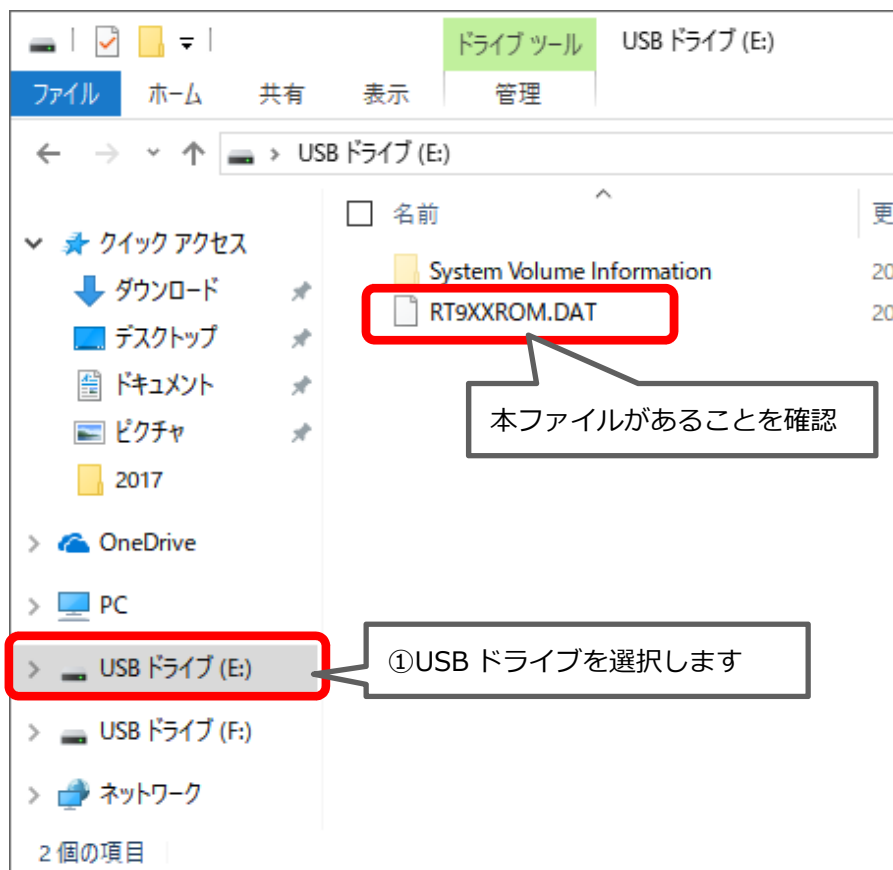 ドライブ ツール
USB ドライブ (E:)
ファイル ホーム 共有 表示 管理
USB ドライブ (E:)
名前 更
クイック アクセス
ダウンロード
デスクトップ
ドキュメント
ピクチャ
2017
OneDrive
PC
USB ドライブ (E:)
USB ドライブ (F:)
ネットワーク
System Volume Information 20
RT9XXROM.DAT 20
本ファイルがあることを確認
①USB ドライブを選択します
2 個の項目